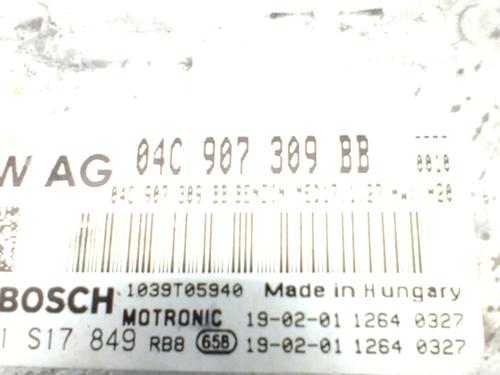 W AG 04C 907 309 BB ----
0010
04C 907 309 BB BENZIN MED17.1.27 *20
BOSCH 1039T05940 Made in Hungary
MOTRONIC 19-02-01 1264 0327
1 S17 849 RB8 658 19-02-01 1264 0327